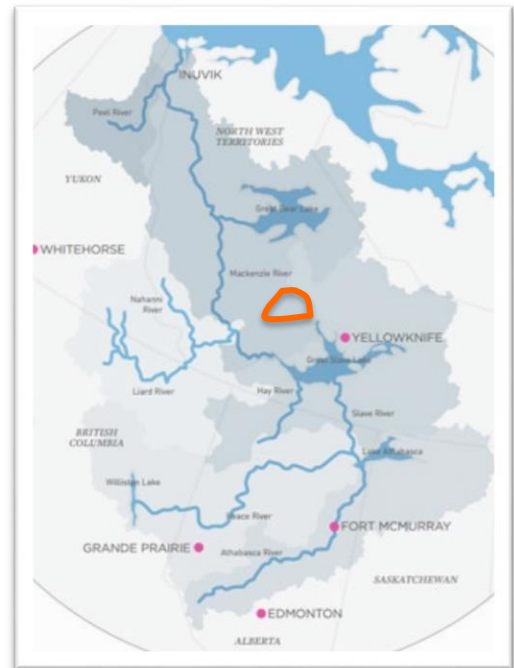 INUVIK
Peel River
NORTH WEST
TERRITORIES
YUKON
Great Bear Lake
WHITEHORSE
Mackenzie River
Nahanni
River
YELLOWKNIFE
Great Slave Lake
Liard River
Hay River
Slave River
BRITISH
COLUMBIA
Lake Athabasca
Williston Lake
Peace River
FORT MCMURRAY
GRANDE PRAIRIE
Athabasca River
SASKATCHEWAN
EDMONTON
ALBERTA